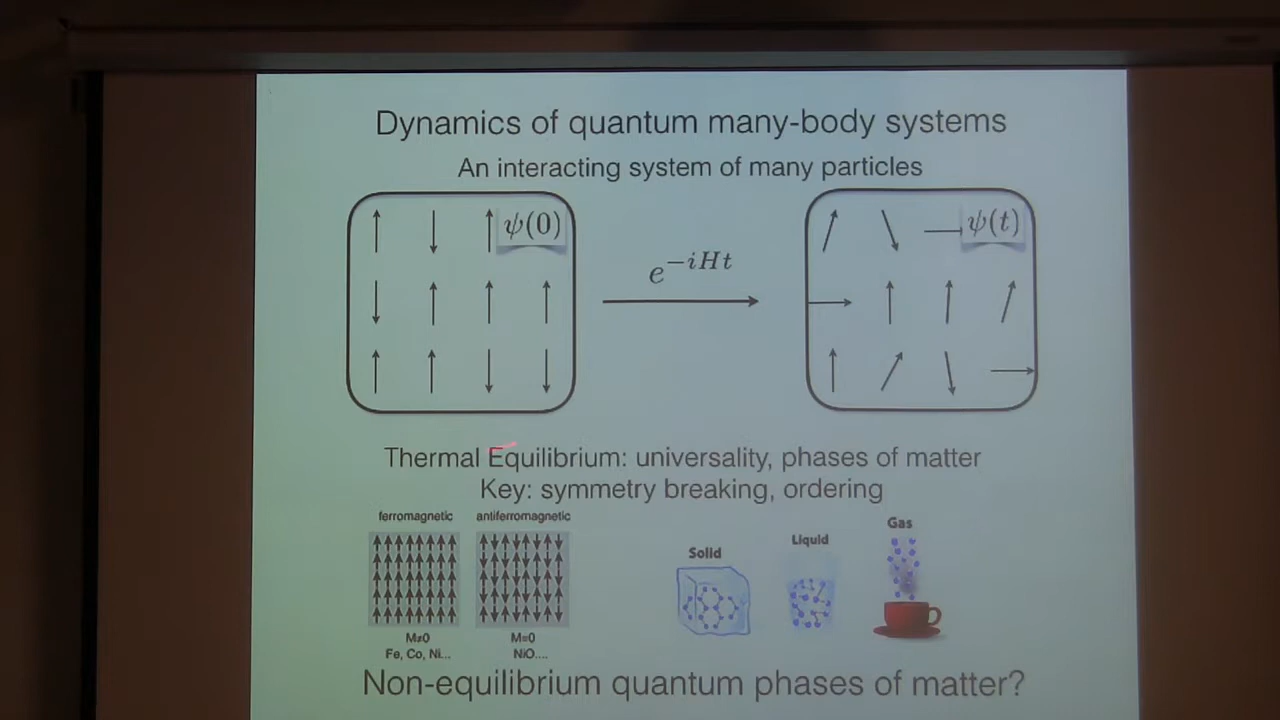 Dynamics of quantum many-body systems
An interacting system of many particles
ψ(0)
e^{-iHt}
ψ(t)
Thermal Equilibrium: universality, phases of matter
Key: symmetry breaking, ordering
ferromagnetic
antiferromagnetic
M≠0
Fe, Co, Ni...
M=0
NiO....
Solid
Liquid
Gas
Non-equilibrium quantum phases of matter?